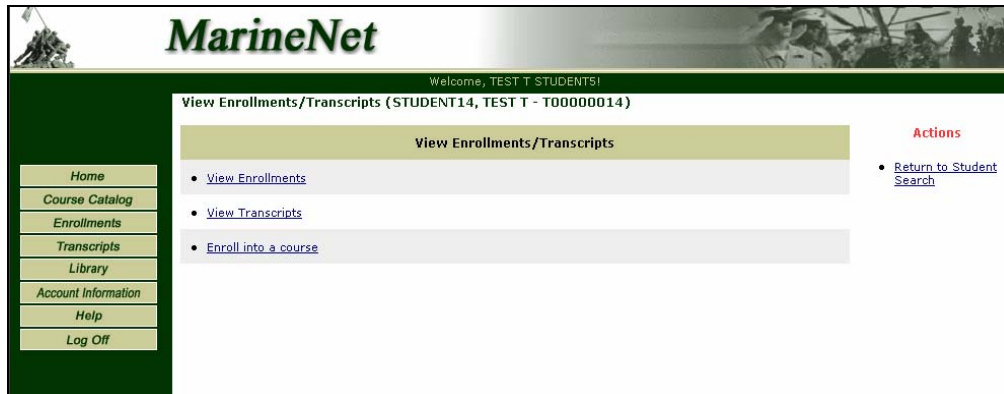 MarineNet
Welcome, TEST T STUDENT5!
View Enrollments/Transcripts (STUDENT14, TEST T - T00000014)
Home
Course Catalog
Enrollments
Transcripts
Library
Account Information
Help
Log Off
View Enrollments/Transcripts
• View Enrollments
• View Transcripts
• Enroll into a course
Actions
• Return to Student
Search